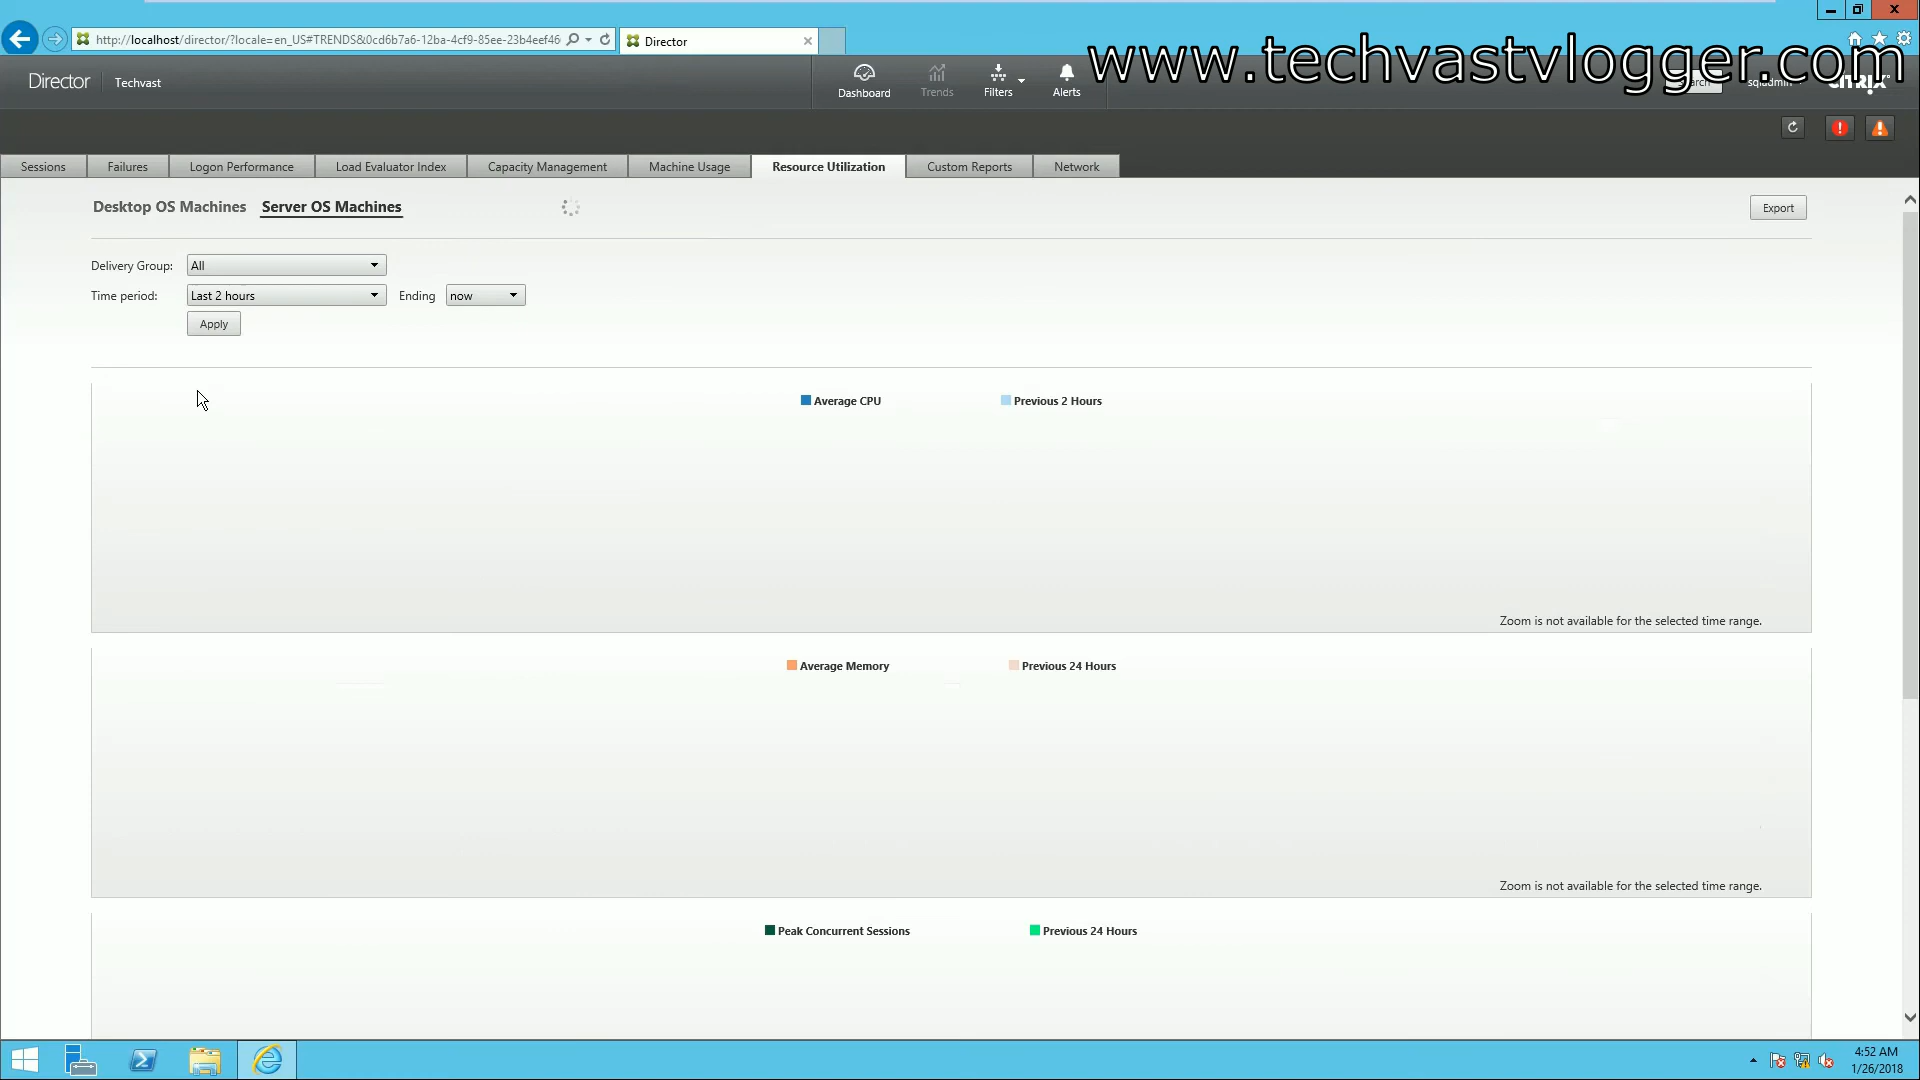 http://localhost/director/?locale=en_US#TRENDS&0cd6b7a6-12ba-4cf9-85ee-23b4eef46
Director
www.techvastvlogger.com
Director
Techvast
Dashboard
Trends
Filters
Alerts
sqladmin
CITRIX
Sessions
Failures
Logon Performance
Load Evaluator Index
Capacity Management
Machine Usage
Resource Utilization
Custom Reports
Network
Desktop OS Machines
Server OS Machines
Export
Delivery Group:
All
Time period:
Last 2 hours
Ending
now
Apply
Average CPU
Previous 2 Hours
Zoom is not available for the selected time range.
Average Memory
Previous 24 Hours
Zoom is not available for the selected time range.
Peak Concurrent Sessions
Previous 24 Hours
4:52 AM
1/26/2018